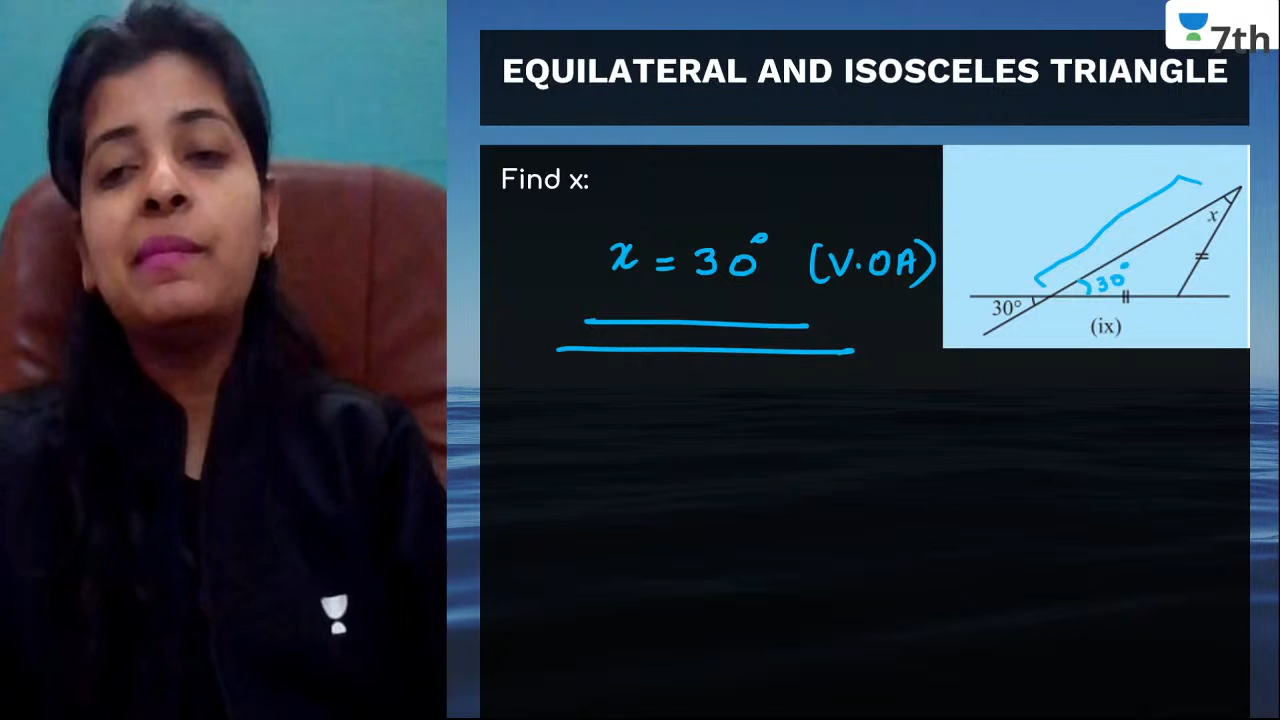 7th
EQUILATERAL AND ISOSCELES TRIANGLE
Find x:
x = 30° (V.OA)
x
30°
30°
(ix)